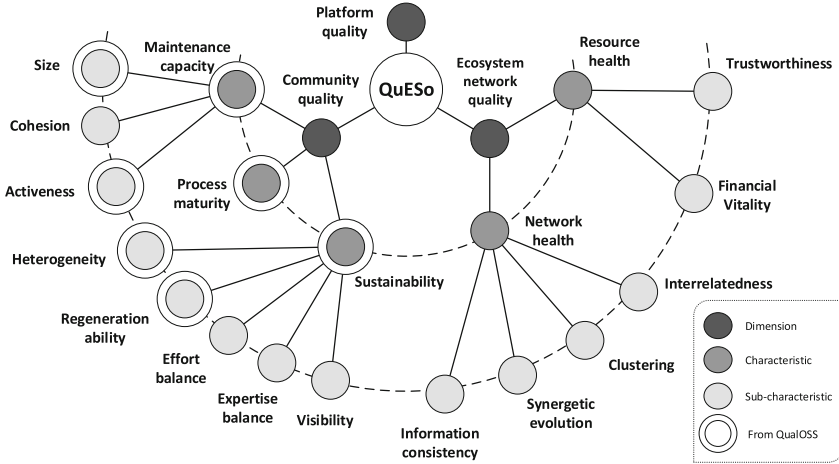 Platform
quality
QuESo
Community
quality
Ecosystem
network
quality
Maintenance
capacity
Size
Cohesion
Activeness
Process
maturity
Heterogeneity
Regeneration
ability
Effort
balance
Expertise
balance
Visibility
Sustainability
Resource
health
Trustworthiness
Financial
Vitality
Network
health
Interrelatedness
Clustering
Synergetic
evolution
Information
consistency
Dimension
Characteristic
Sub-characteristic
From QualOSS